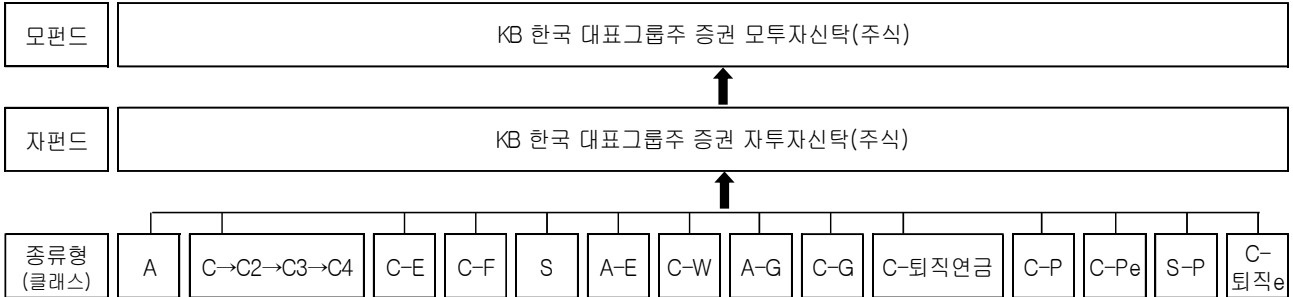 모펀드
KB 한국 대표그룹주 증권 모투자신탁(주식)
자펀드
KB 한국 대표그룹주 증권 자투자신탁(주식)
종류형
(클래스)
A
C→C2→C3→C4
C-E
C-F
S
A-E
C-W
A-G
C-G
C-퇴직연금
C-P
C-Pe
S-P
C-
퇴직e